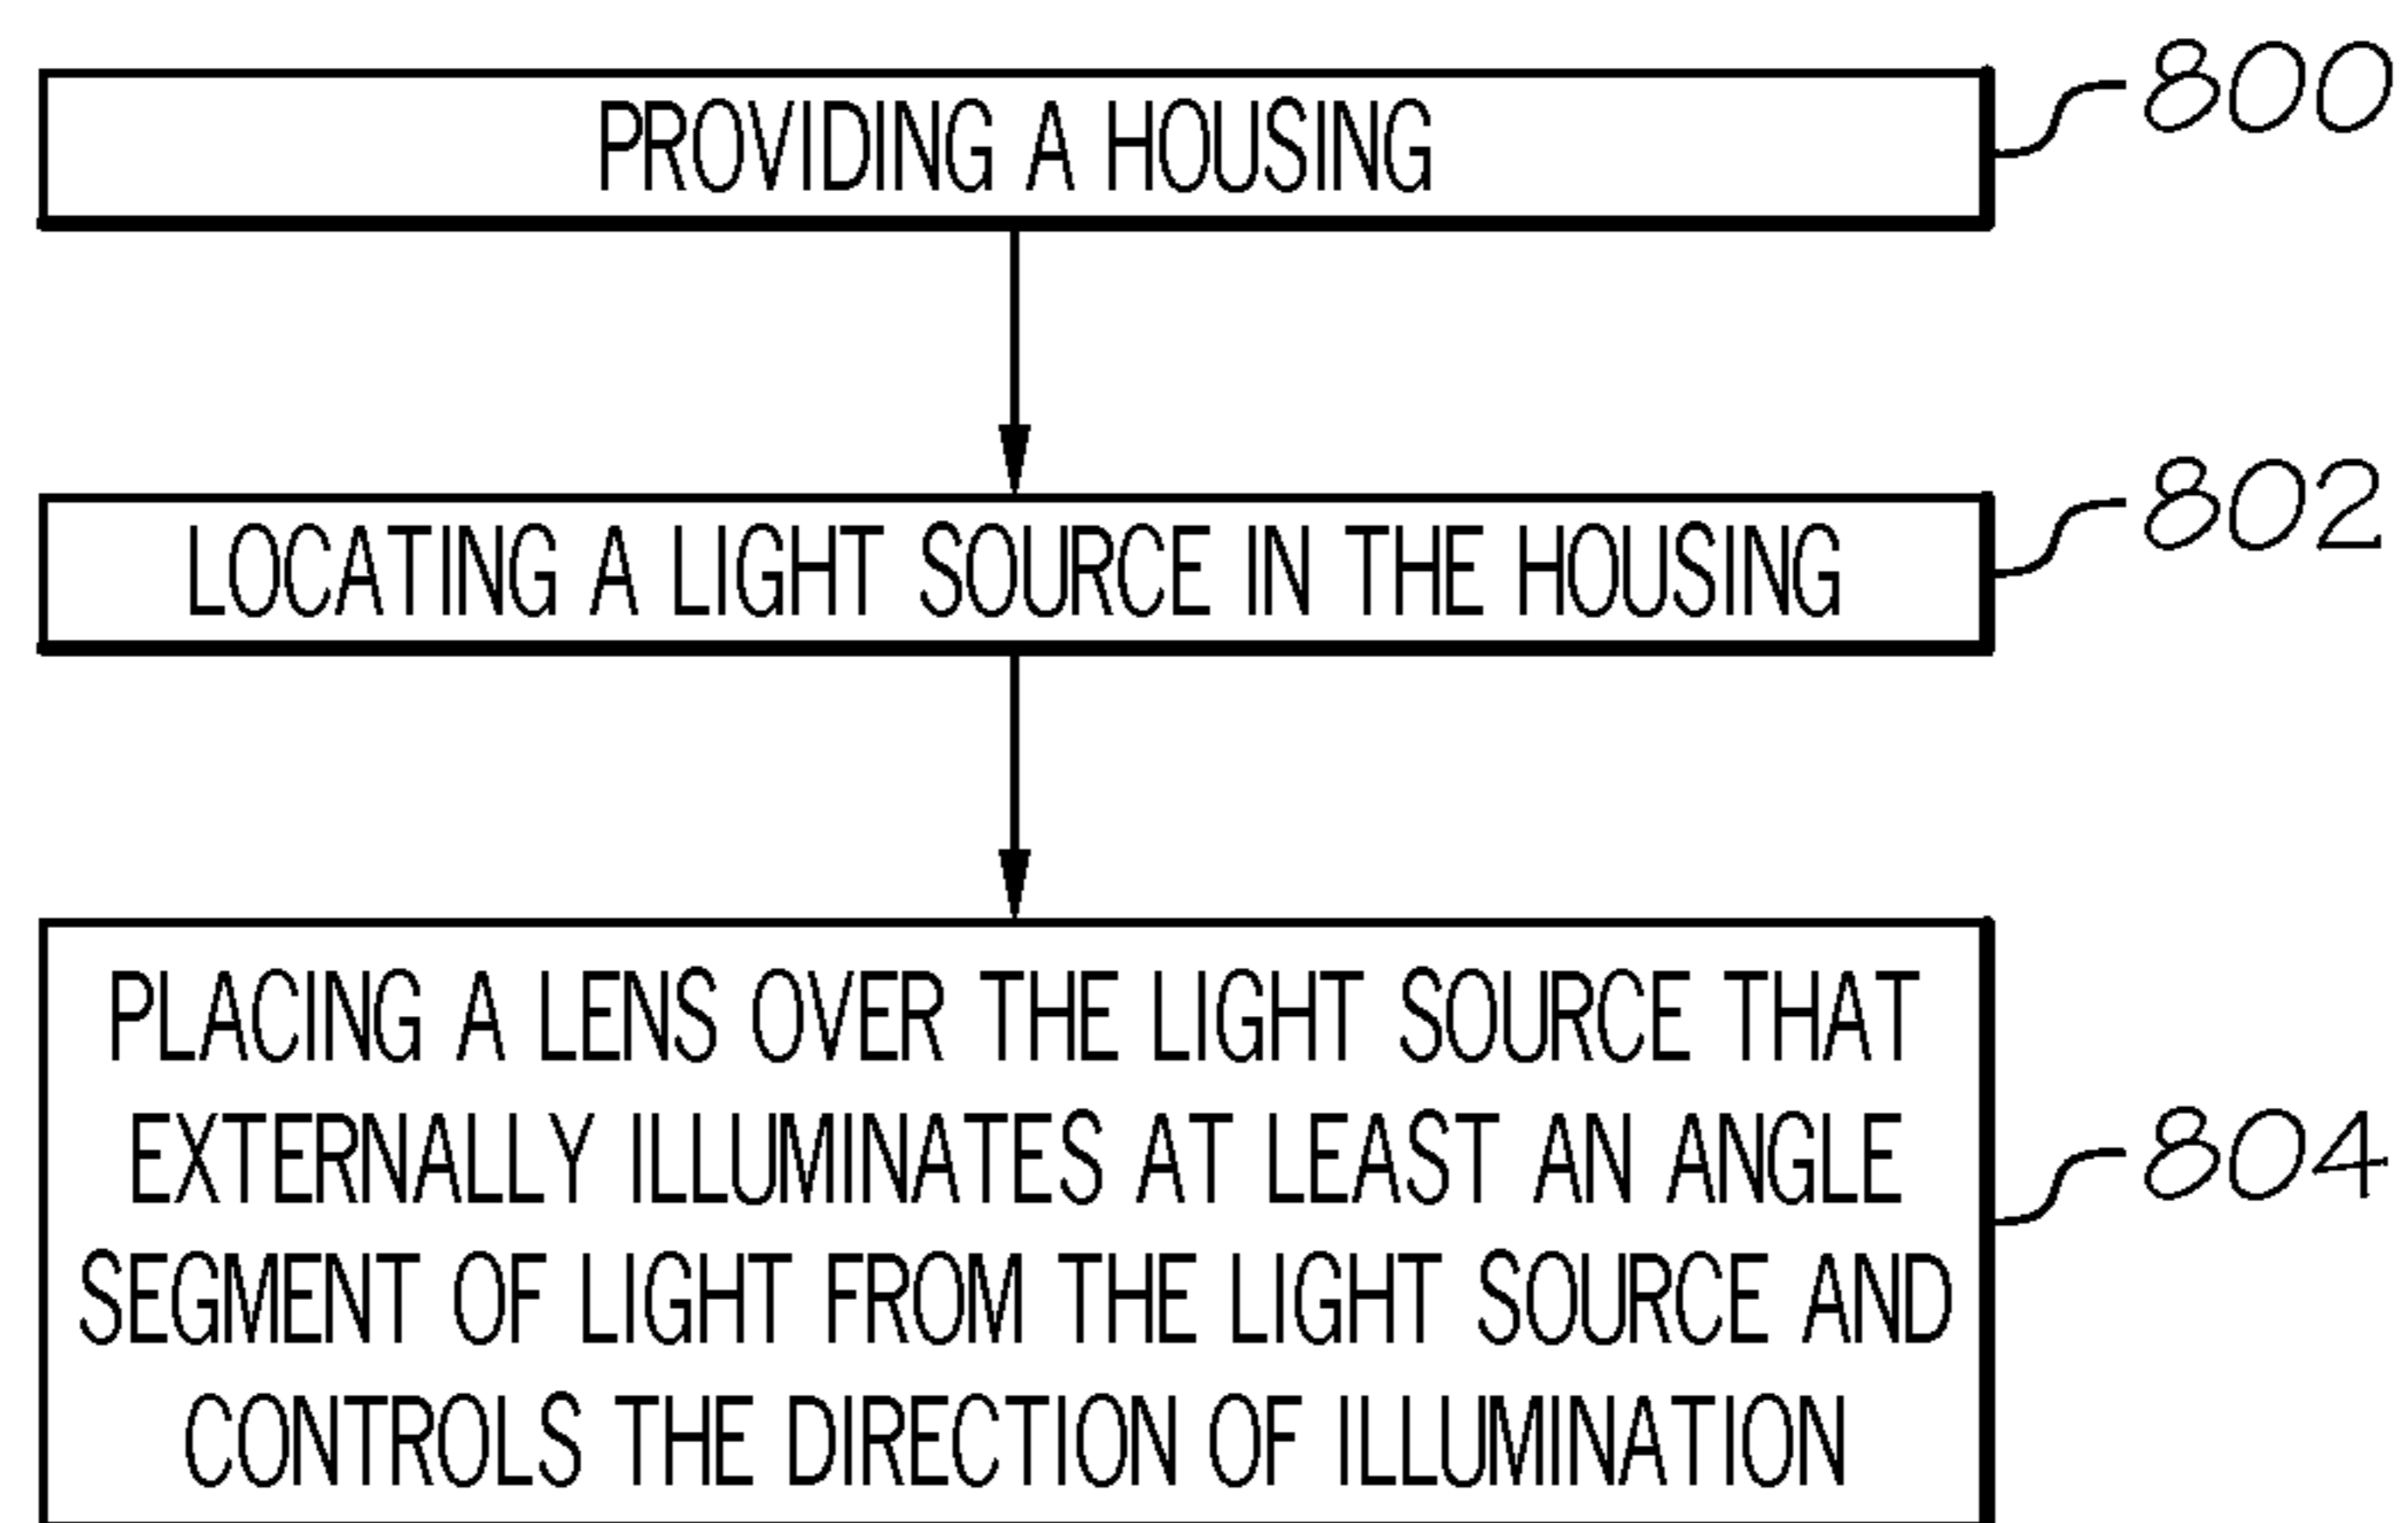 PROVIDING A HOUSING
800
LOCATING A LIGHT SOURCE IN THE HOUSING
802
PLACING A LENS OVER THE LIGHT SOURCE THAT
EXTERNALLY ILLUMINATES AT LEAST AN ANGLE
SEGMENT OF LIGHT FROM THE LIGHT SOURCE AND
CONTROLS THE DIRECTION OF ILLUMINATION
804